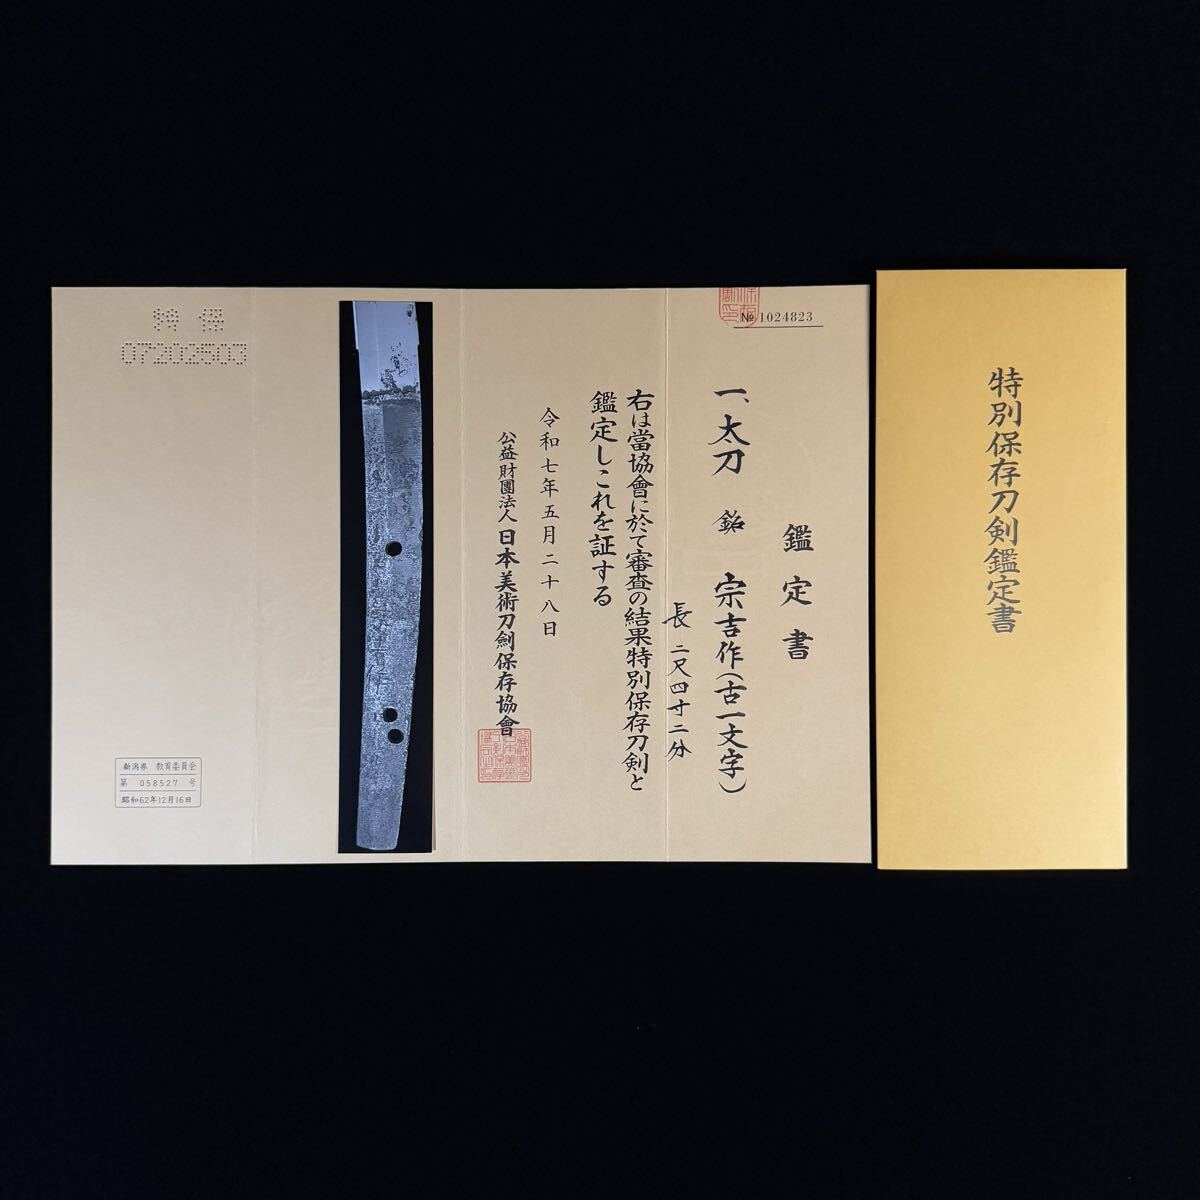 特別保存刀剣鑑定書
№ 1024823
鑑定書
一、太刀 銘 宗吉作(古一文字)
長 二尺四寸二分
右は當協會に於て審査の結果特別保存刀剣と
鑑定しこれを証する
令和七年五月二十八日
公益財團法人 日本美術刀劍保存協會
特保
07202503
新潟県 教育委員会
第 058527 号
昭和62年12月16日